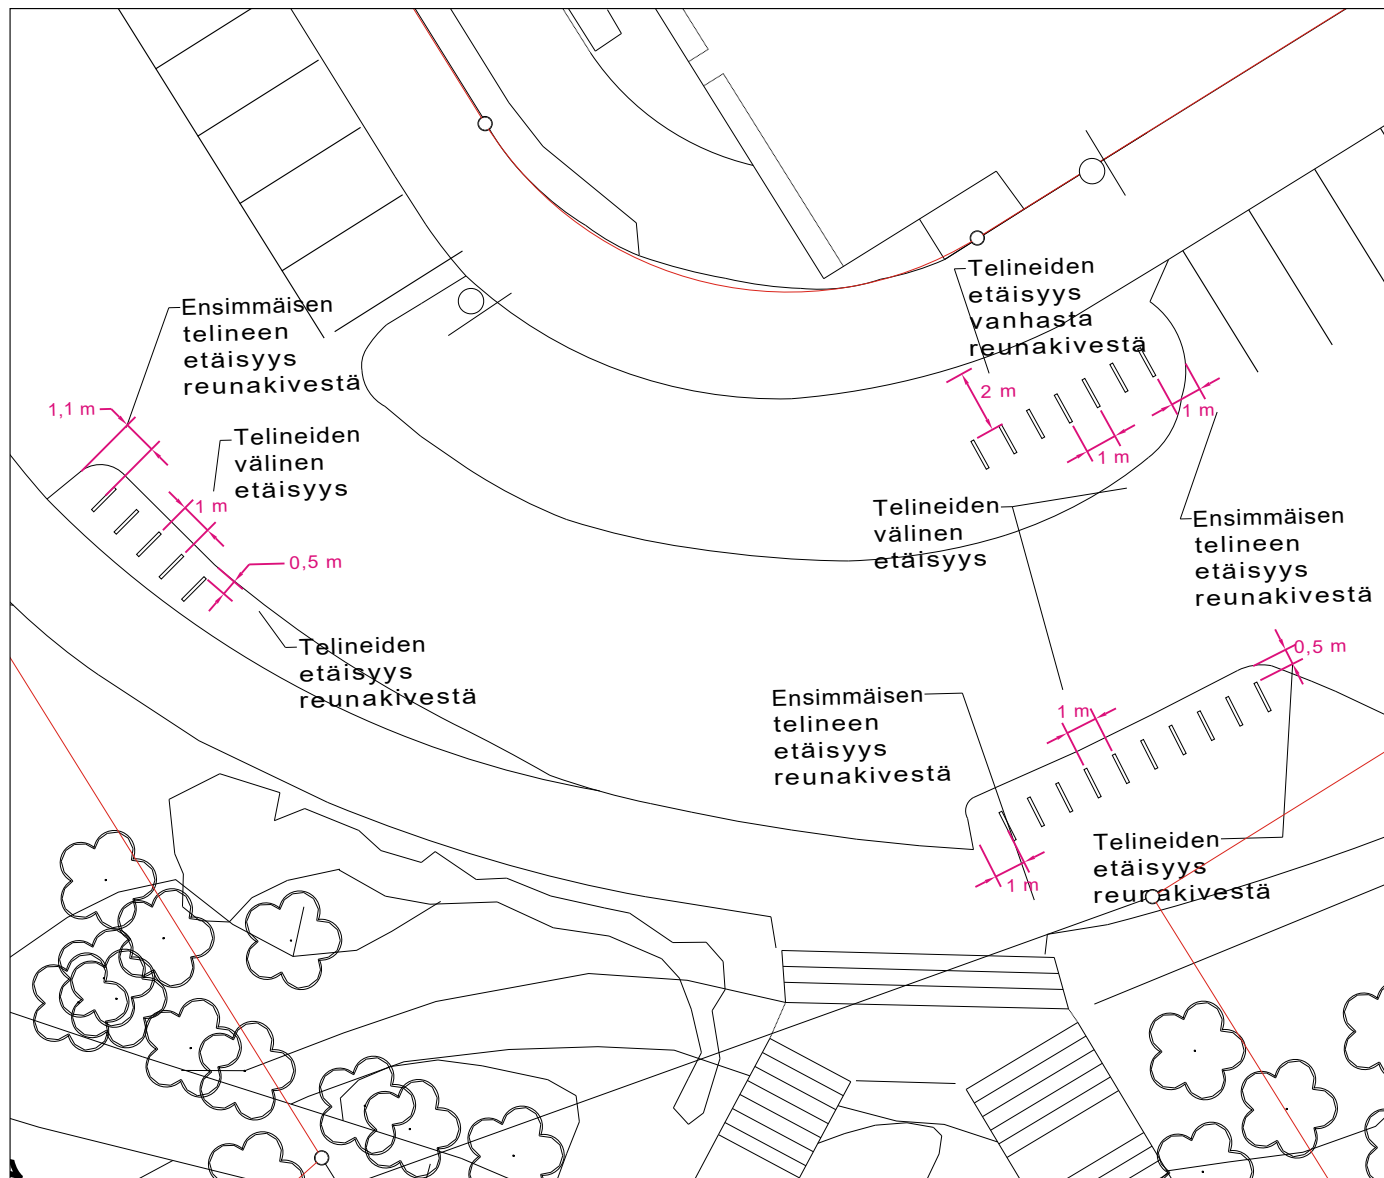 Telineiden
etäisyys
vanhasta
reunakivestä
2 m
1 m
1 m
Ensimmäisen
telineen
etäisyys
reunakivestä
1,1 m
Telineiden
välinen
etäisyys
1 m
0,5 m
Telineiden
etäisyys
reunakivestä
Telineiden
välinen
etäisyys
Ensimmäisen
telineen
etäisyys
reunakivestä
0,5 m
Ensimmäisen
telineen
etäisyys
reunakivestä
1 m
1 m
Telineiden
etäisyys
reunakivestä